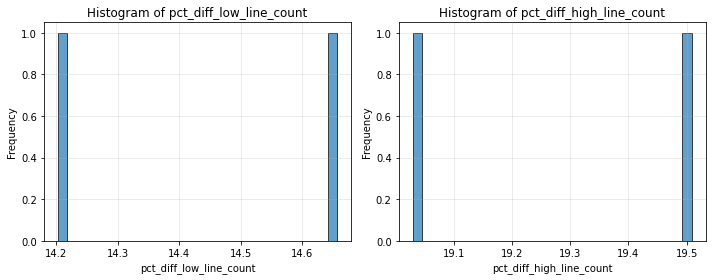 Histogram of pct_diff_low_line_count
Frequency
1.0
0.8
0.6
0.4
0.2
0.0
14.2 14.3 14.4 14.5 14.6
pct_diff_low_line_count
Histogram of pct_diff_high_line_count
Frequency
1.0
0.8
0.6
0.4
0.2
0.0
19.1 19.2 19.3 19.4 19.5
pct_diff_high_line_count